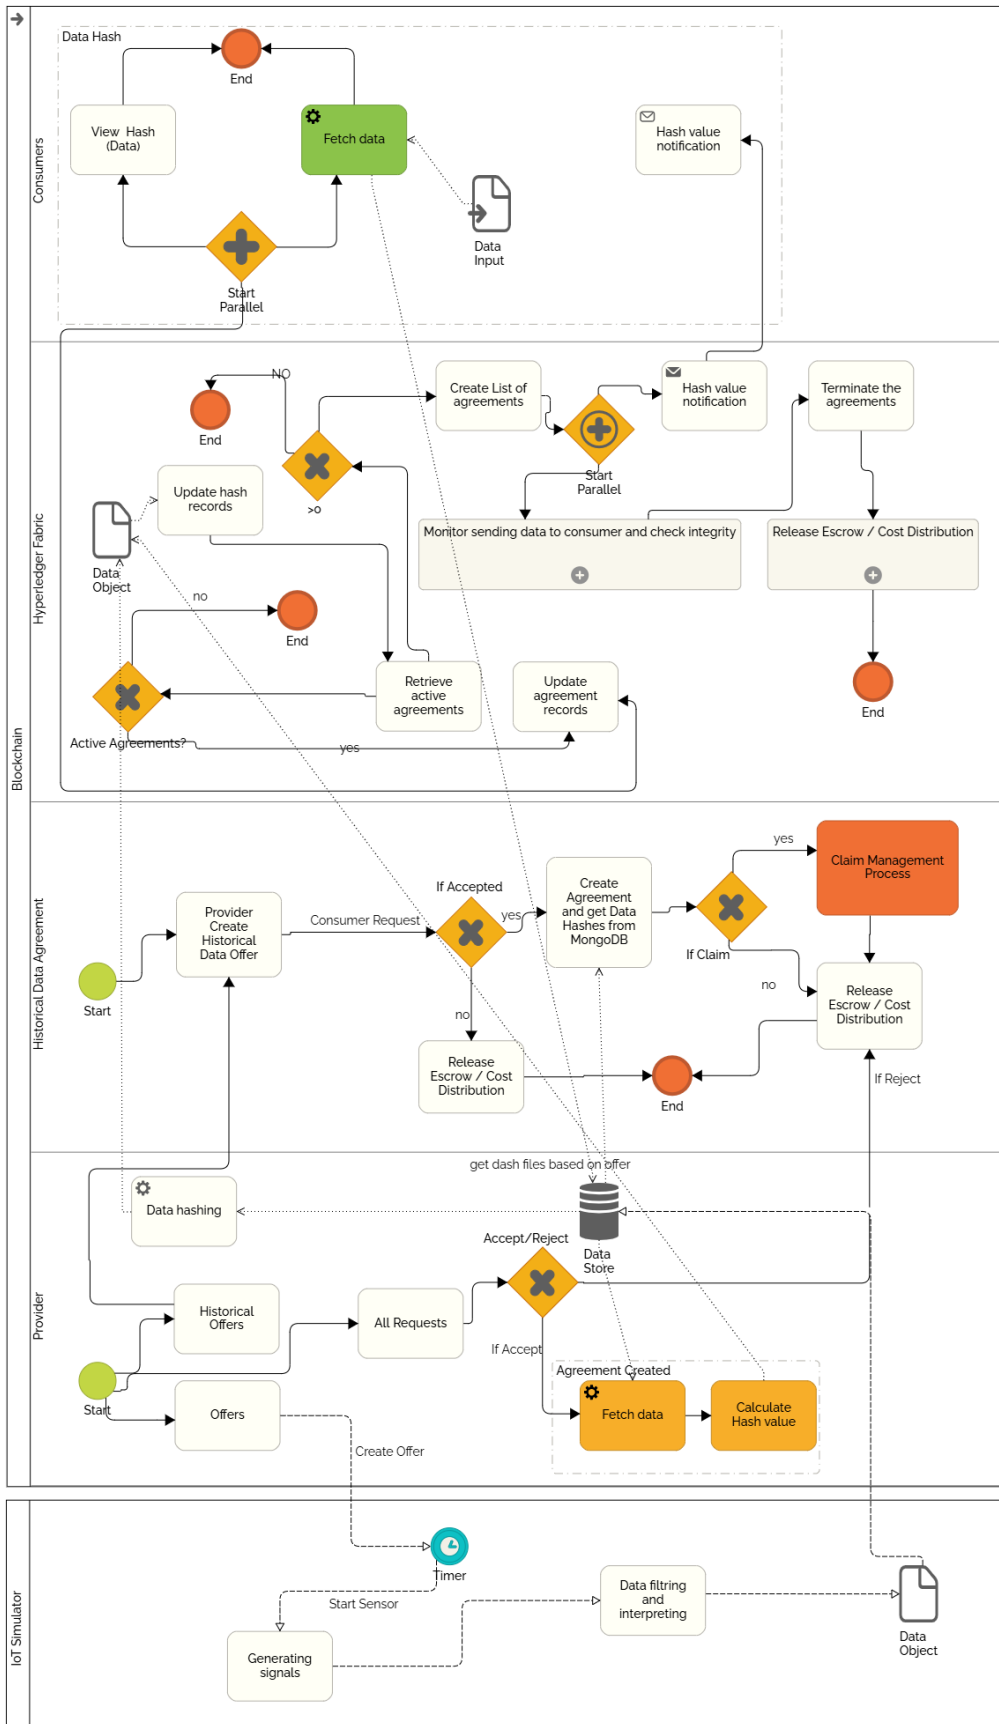 Data Hash
End
View Hash
(Data)
Fetch data
Hash value
notification
Data
Input
Start
Parallel
Consumers
NO
End
Create List of
agreements
Hash value
notification
Terminate the
agreements
Start
Parallel
>0
Update hash
records
Data
Object
Monitor sending data to consumer and check integrity
Release Escrow / Cost Distribution
no
End
Retrieve
active
agreements
Update
agreement
records
End
Active Agreements?
yes
Hyperledger Fabric
Blockchain
yes
Claim Management
Process
If Accepted
Create
Agreement
and get Data
Hashes from
MongoDB
Provider
Create
Historical
Data Offer
Consumer Request
yes
If Claim
no
Start
no
Release
Escrow / Cost
Distribution
Release
Escrow / Cost
Distribution
End
If Reject
Historical Data Agreement
get dash files based on offer
Data hashing
Accept/Reject
Data
Store
Historical
Offers
All Requests
If Accept
Agreement Created
Start
Offers
Fetch data
Calculate
Hash value
Create Offer
Provider
Timer
Start Sensor
Data filtring
and
interpreting
Generating
signals
Data
Object
IoT Simulator